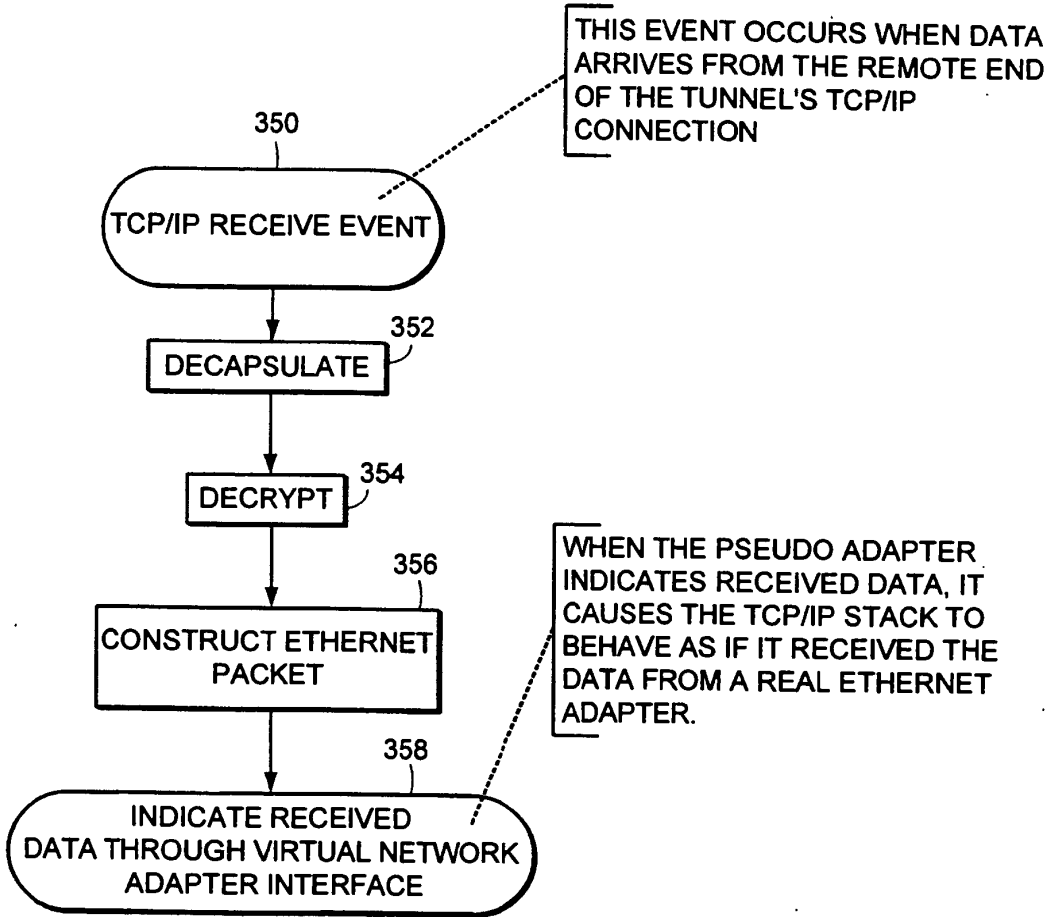 THIS EVENT OCCURS WHEN DATA
ARRIVES FROM THE REMOTE END
OF THE TUNNEL'S TCP/IP
CONNECTION
350
TCP/IP RECEIVE EVENT
352
DECAPSULATE
354
DECRYPT
356
CONSTRUCT ETHERNET
PACKET
WHEN THE PSEUDO ADAPTER
INDICATES RECEIVED DATA, IT
CAUSES THE TCP/IP STACK TO
BEHAVE AS IF IT RECEIVED THE
DATA FROM A REAL ETHERNET
ADAPTER.
358
INDICATE RECEIVED
DATA THROUGH VIRTUAL NETWORK
ADAPTER INTERFACE